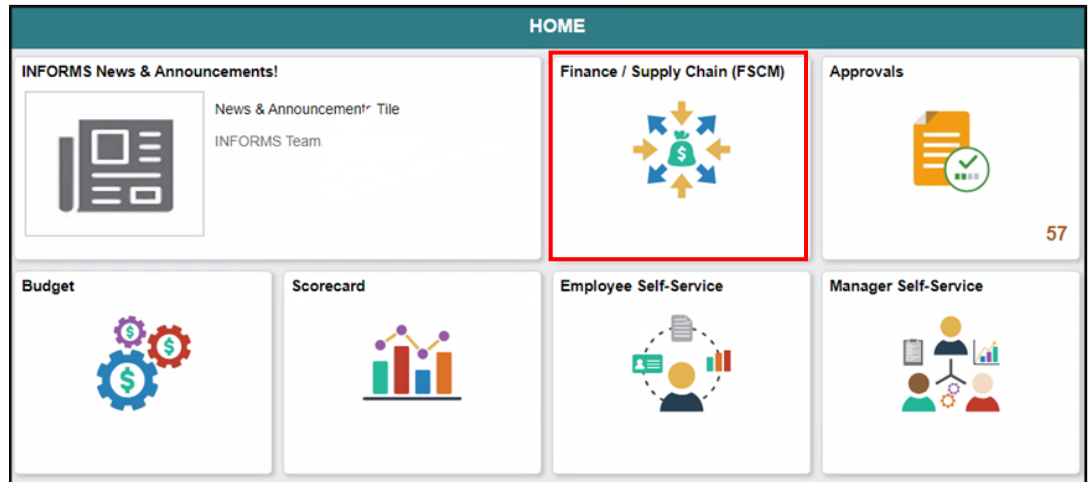 HOME
INFORMS News & Announcements!
News & Announcements Tile
INFORMS Team
Finance / Supply Chain (FSCM)
$
Approvals
57
Budget
$
$
$
Scorecard
Employee Self-Service
Manager Self-Service